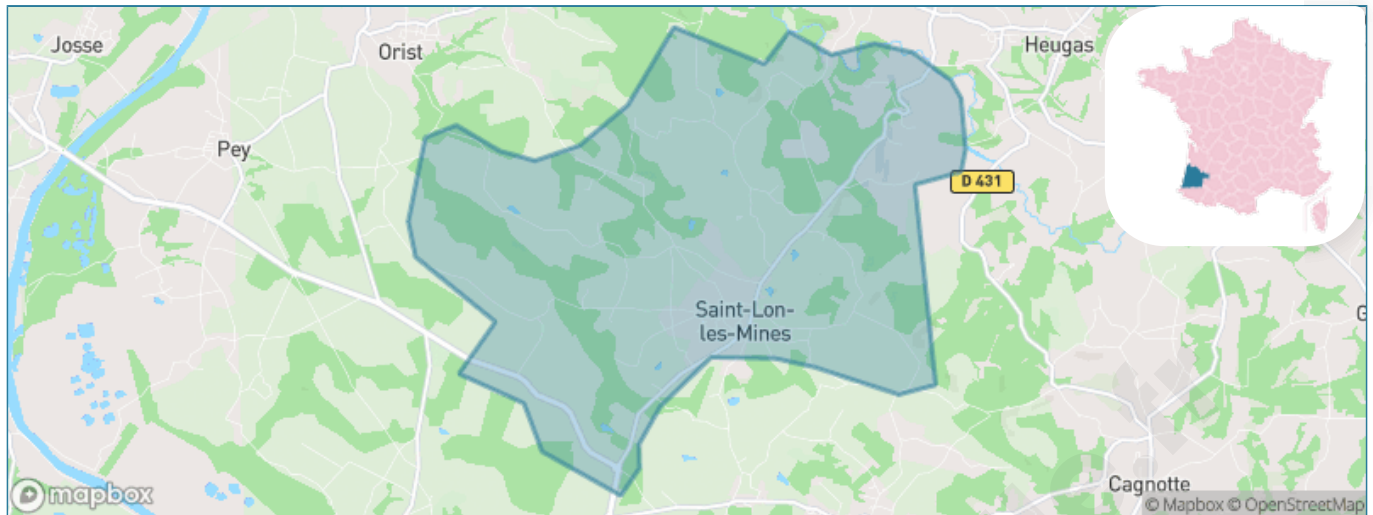 Josse
Orist
Heugas
Pey
D 431
Saint-Lon-
les-Mines
G
Cagnotte
mapbox
© Mapbox © OpenStreetMap